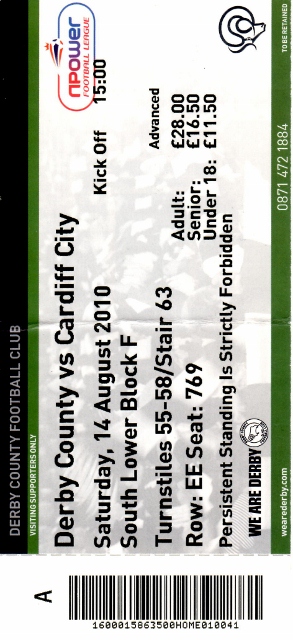 DERBY COUNTY FOOTBALL CLUB
VISITING SUPPORTERS ONLY
Derby County vs Cardiff City
Saturday, 14 August 2010
Kick Off 15:00
npower
FOOTBALL LEAGUE
South Lower Block F
Turnstiles 55-58/Stair 63
Advanced
Row: EE Seat: 769
Adult: £28.00
Senior: £16.50
Under 18: £11.50
Persistent Standing Is Strictly Forbidden
WE ARE DERBY
wearederby.com
0871 472 1884
TO BE RETAINED
A
1600015863500HOME010041